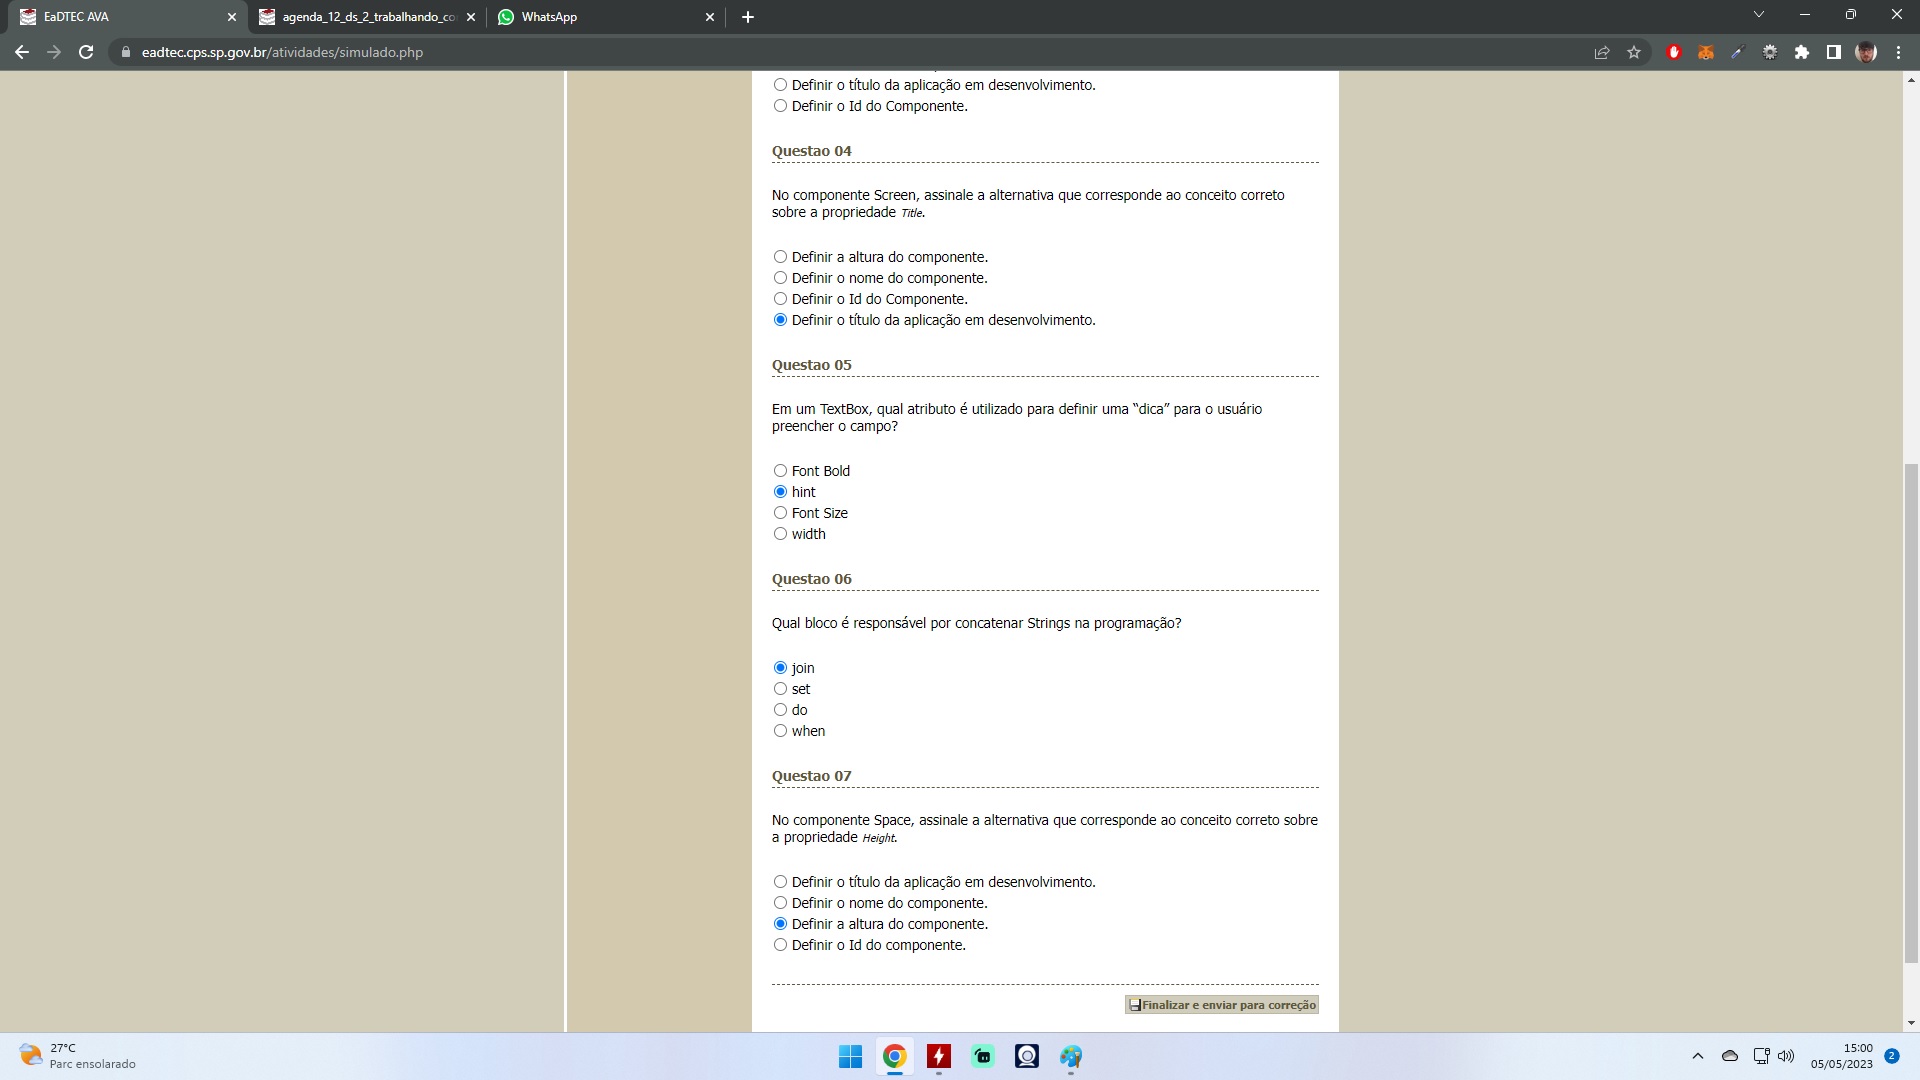 EaDTEC AVA
agenda_12_ds_2_trabalhando_co
WhatsApp
eadtec.cps.sp.gov.br/atividades/simulado.php
Definir o título da aplicação em desenvolvimento.
Definir o Id do Componente.
Questao 04
No componente Screen, assinale a alternativa que corresponde ao conceito correto
sobre a propriedade Title.
Definir a altura do componente.
Definir o nome do componente.
Definir o Id do Componente.
Definir o título da aplicação em desenvolvimento.
Questao 05
Em um TextBox, qual atributo é utilizado para definir uma “dica” para o usuário
preencher o campo?
Font Bold
hint
Font Size
width
Questao 06
Qual bloco é responsável por concatenar Strings na programação?
join
set
do
when
Questao 07
No componente Space, assinale a alternativa que corresponde ao conceito correto sobre
a propriedade Height.
Definir o título da aplicação em desenvolvimento.
Definir o nome do componente.
Definir a altura do componente.
Definir o Id do componente.
Finalizar e enviar para correção
27°C
Parc ensolarado
15:00
05/05/2023
2